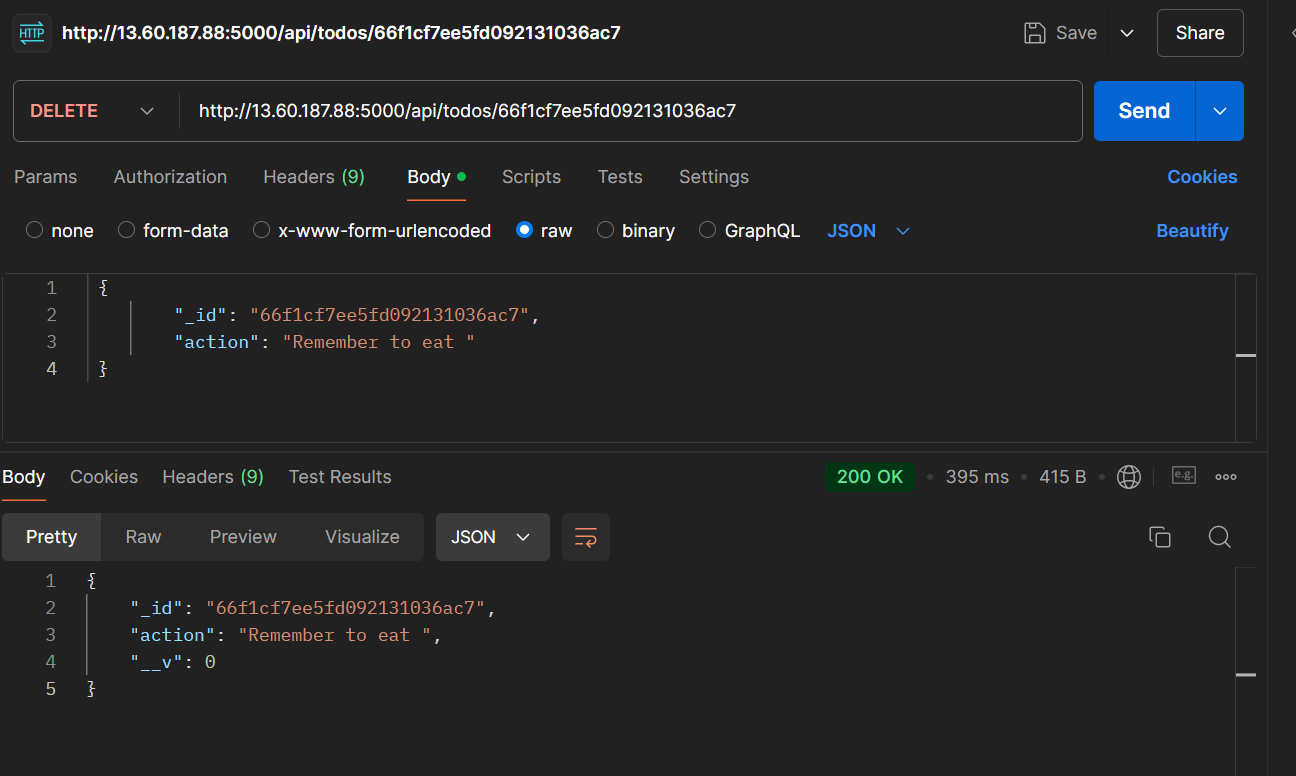 HTTP http://13.60.187.88:5000/api/todos/66f1cf7ee5fd092131036ac7 Save Share
DELETE http://13.60.187.88:5000/api/todos/66f1cf7ee5fd092131036ac7 Send
Params Authorization Headers (9) Body Scripts Tests Settings Cookies
none form-data x-www-form-urlencoded raw binary GraphQL JSON Beautify
1 {
2 "_id": "66f1cf7ee5fd092131036ac7",
3 "action": "Remember to eat "
4 }
Body Cookies Headers (9) Test Results 200 OK • 395 ms • 415 B • e.g.
Pretty Raw Preview Visualize JSON
1 {
2 "_id": "66f1cf7ee5fd092131036ac7",
3 "action": "Remember to eat ",
4 "__v": 0
5 }